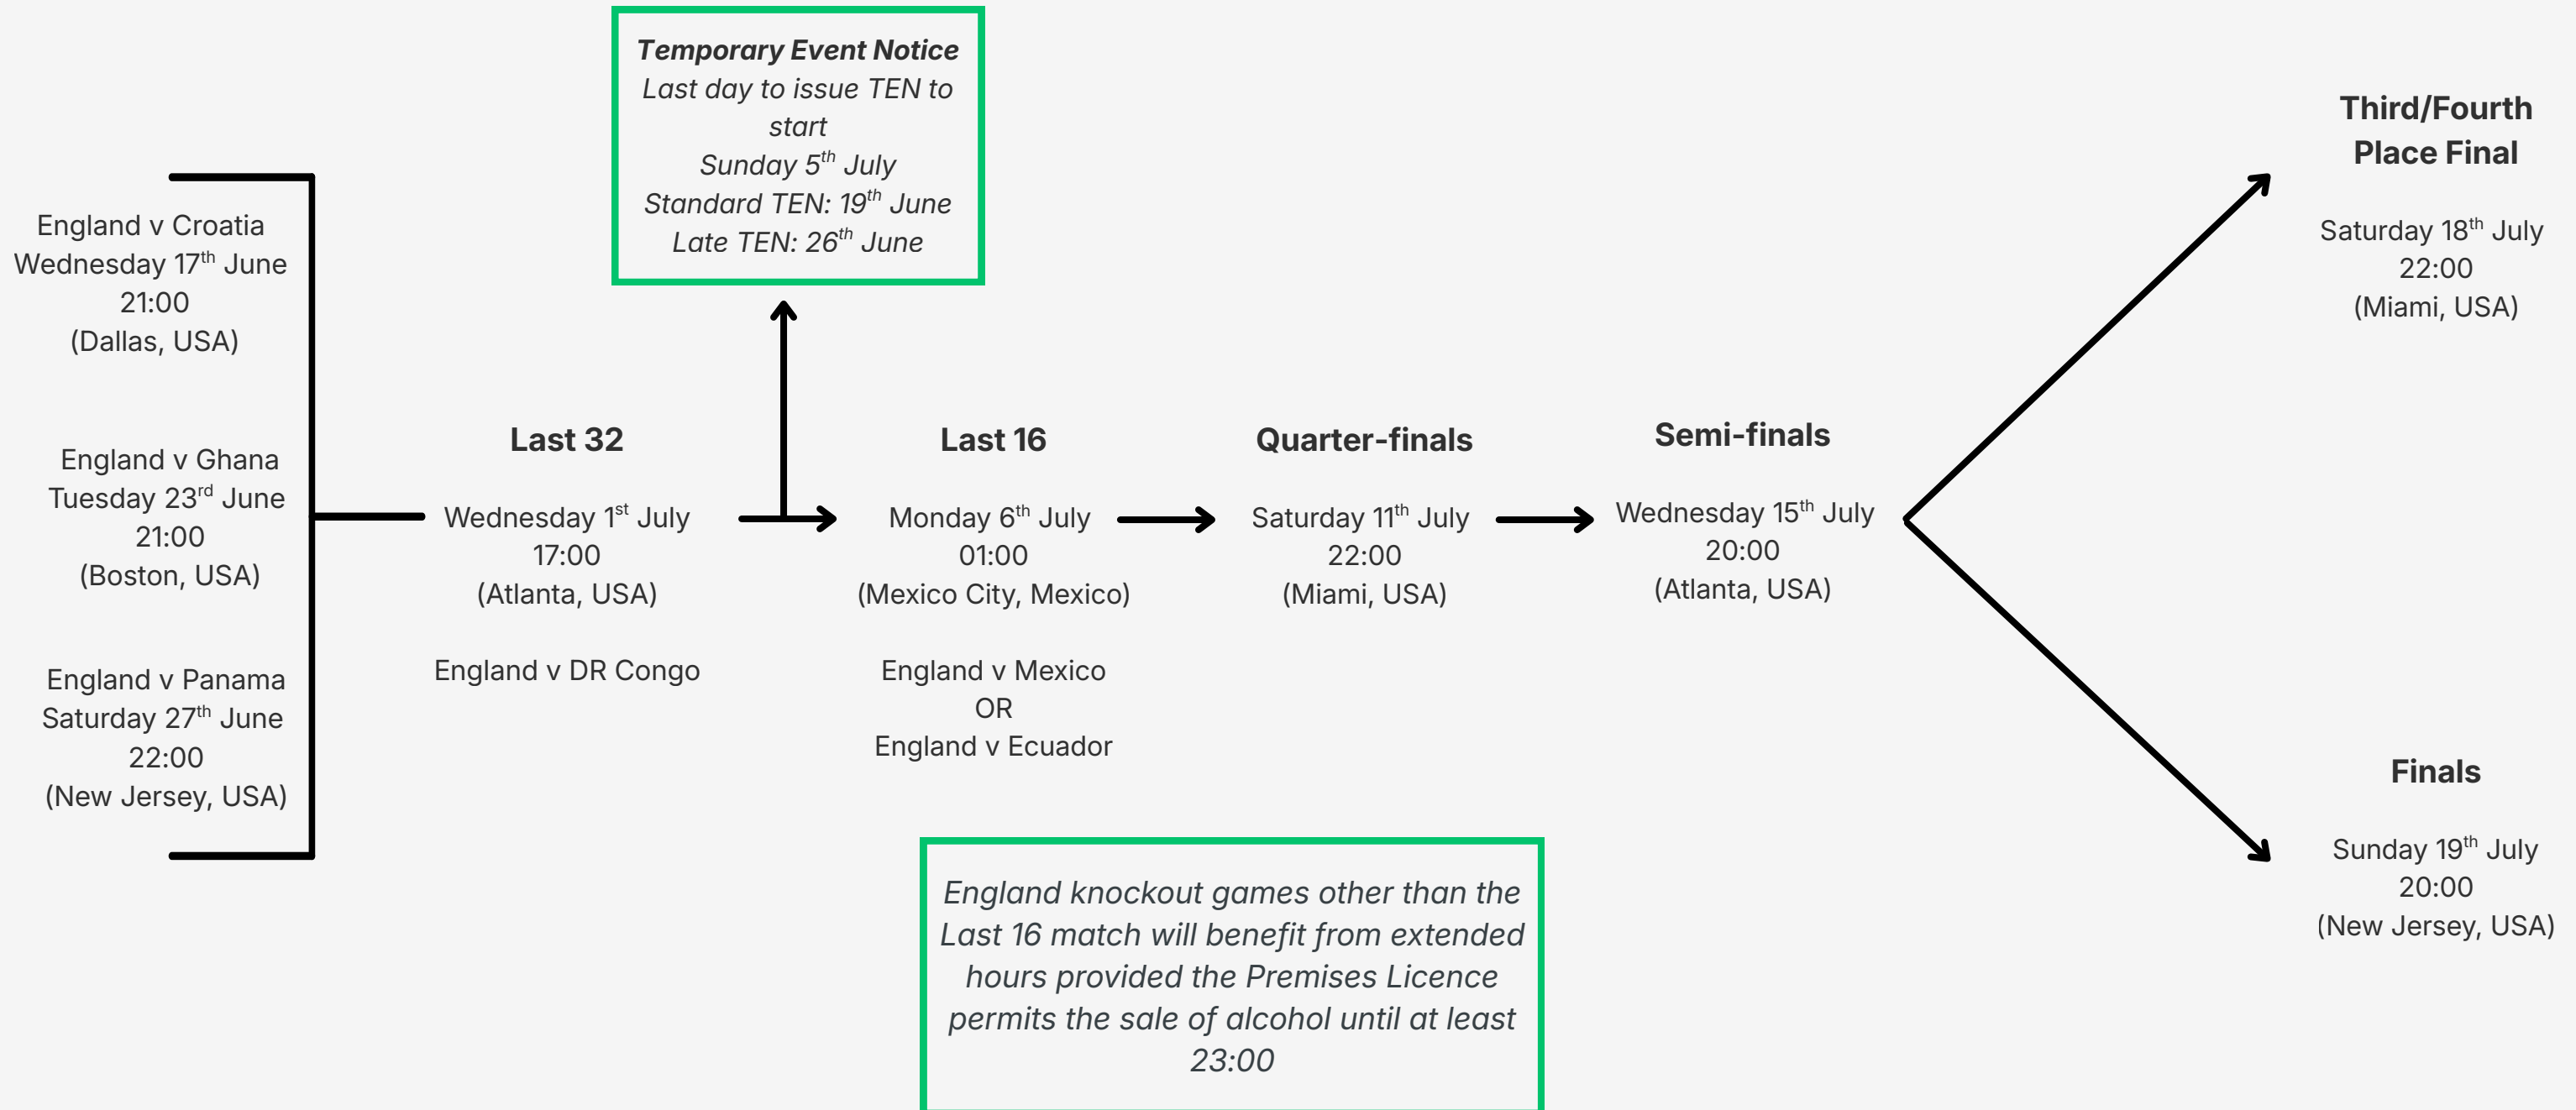 Temporary Event Notice
Last day to issue TEN to
start
Sunday 5th July
Standard TEN: 19th June
Late TEN: 26th June
England v Croatia
Wednesday 17th June
21:00
(Dallas, USA)
England v Ghana
Tuesday 23rd June
21:00
(Boston, USA)
England v Panama
Saturday 27th June
22:00
(New Jersey, USA)
Last 32
Wednesday 1st July
17:00
(Atlanta, USA)
England v DR Congo
Last 16
Monday 6th July
01:00
(Mexico City, Mexico)
England v Mexico
OR
England v Ecuador
Quarter-finals
Saturday 11th July
22:00
(Miami, USA)
Semi-finals
Wednesday 15th July
20:00
(Atlanta, USA)
Third/Fourth
Place Final
Saturday 18th July
22:00
(Miami, USA)
Finals
Sunday 19th July
20:00
(New Jersey, USA)
England knockout games other than the
Last 16 match will benefit from extended
hours provided the Premises Licence
permits the sale of alcohol until at least
23:00